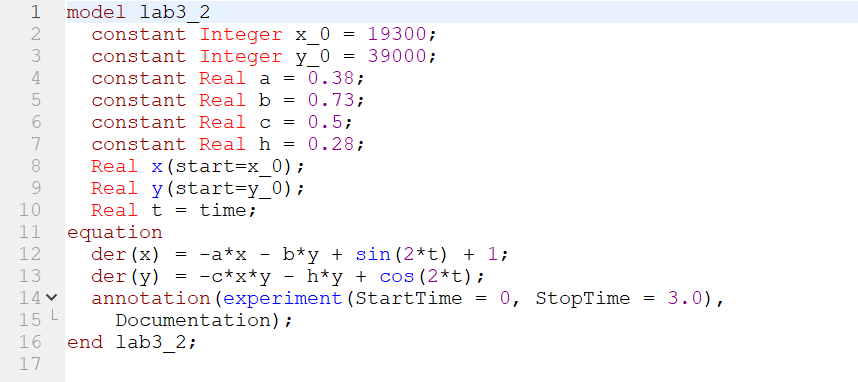 1 model lab3_2
2   constant Integer x_0 = 19300;
3   constant Integer y_0 = 39000;
4   constant Real a = 0.38;
5   constant Real b = 0.73;
6   constant Real c = 0.5;
7   constant Real h = 0.28;
8   Real x(start=x_0);
9   Real y(start=y_0);
10   Real t = time;
11 equation
12   der(x) = -a*x - b*y + sin(2*t) + 1;
13   der(y) = -c*x*y - h*y + cos(2*t);
14   annotation(experiment(StartTime = 0, StopTime = 3.0),
15     Documentation);
16 end lab3_2;
17